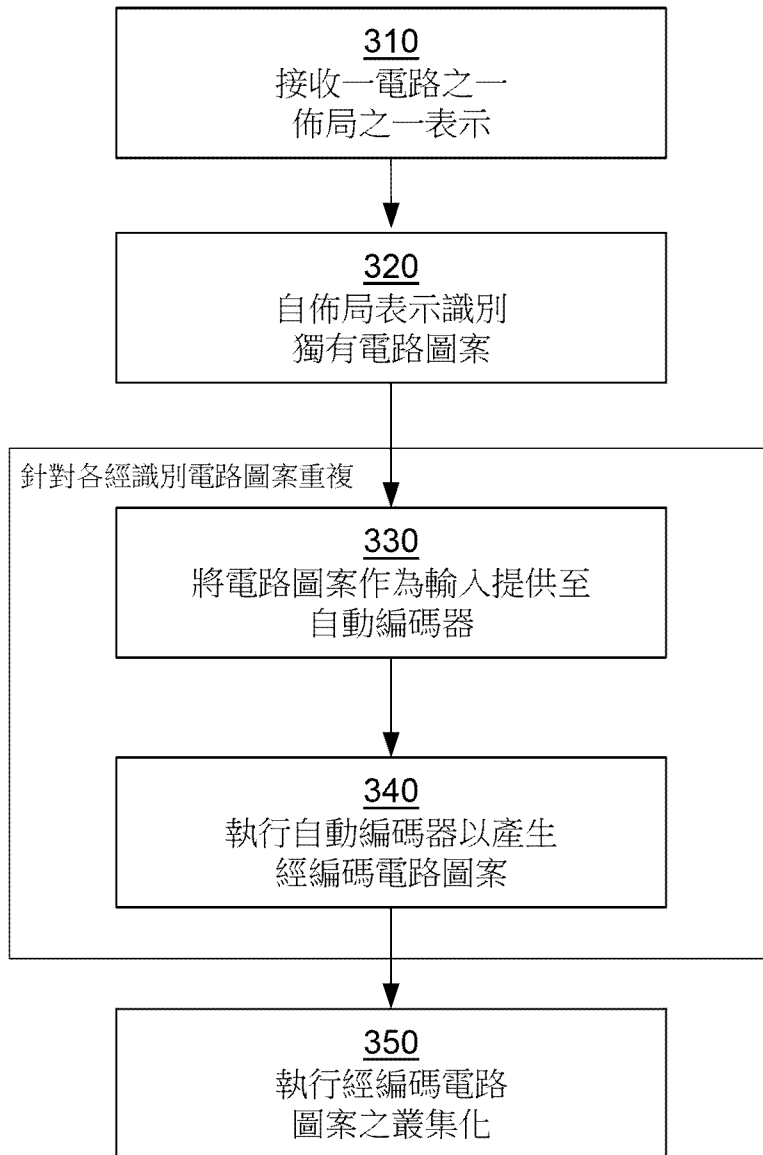 310
接收一電路之一
佈局之一表示
320
自佈局表示識別
獨有電路圖案
針對各經識別電路圖案重複
330
將電路圖案作為輸入提供至
自動編碼器
340
執行自動編碼器以產生
經編碼電路圖案
350
執行經編碼電路
圖案之叢集化